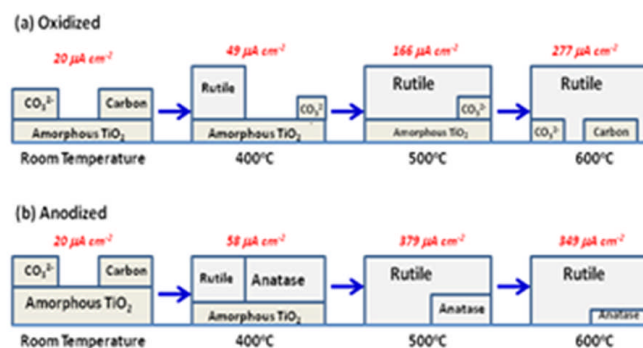 (a) Oxidized
20 µA cm⁻² 49 µA cm⁻² 166 µA cm⁻² 277 µA cm⁻²
CO₃²⁻ Carbon Rutile CO₃²⁻ Rutile CO₃²⁻ Rutile CO₃²⁻ Carbon
Amorphous TiO₂ Amorphous TiO₂ Amorphous TiO₂
Room Temperature 400°C 500°C 600°C
(b) Anodized
20 µA cm⁻² 58 µA cm⁻² 379 µA cm⁻² 349 µA cm⁻²
CO₃²⁻ Carbon Rutile Anatase Rutile Rutile
Amorphous TiO₂ Amorphous TiO₂ Anatase Anatase
Room Temperature 400°C 500°C 600°C